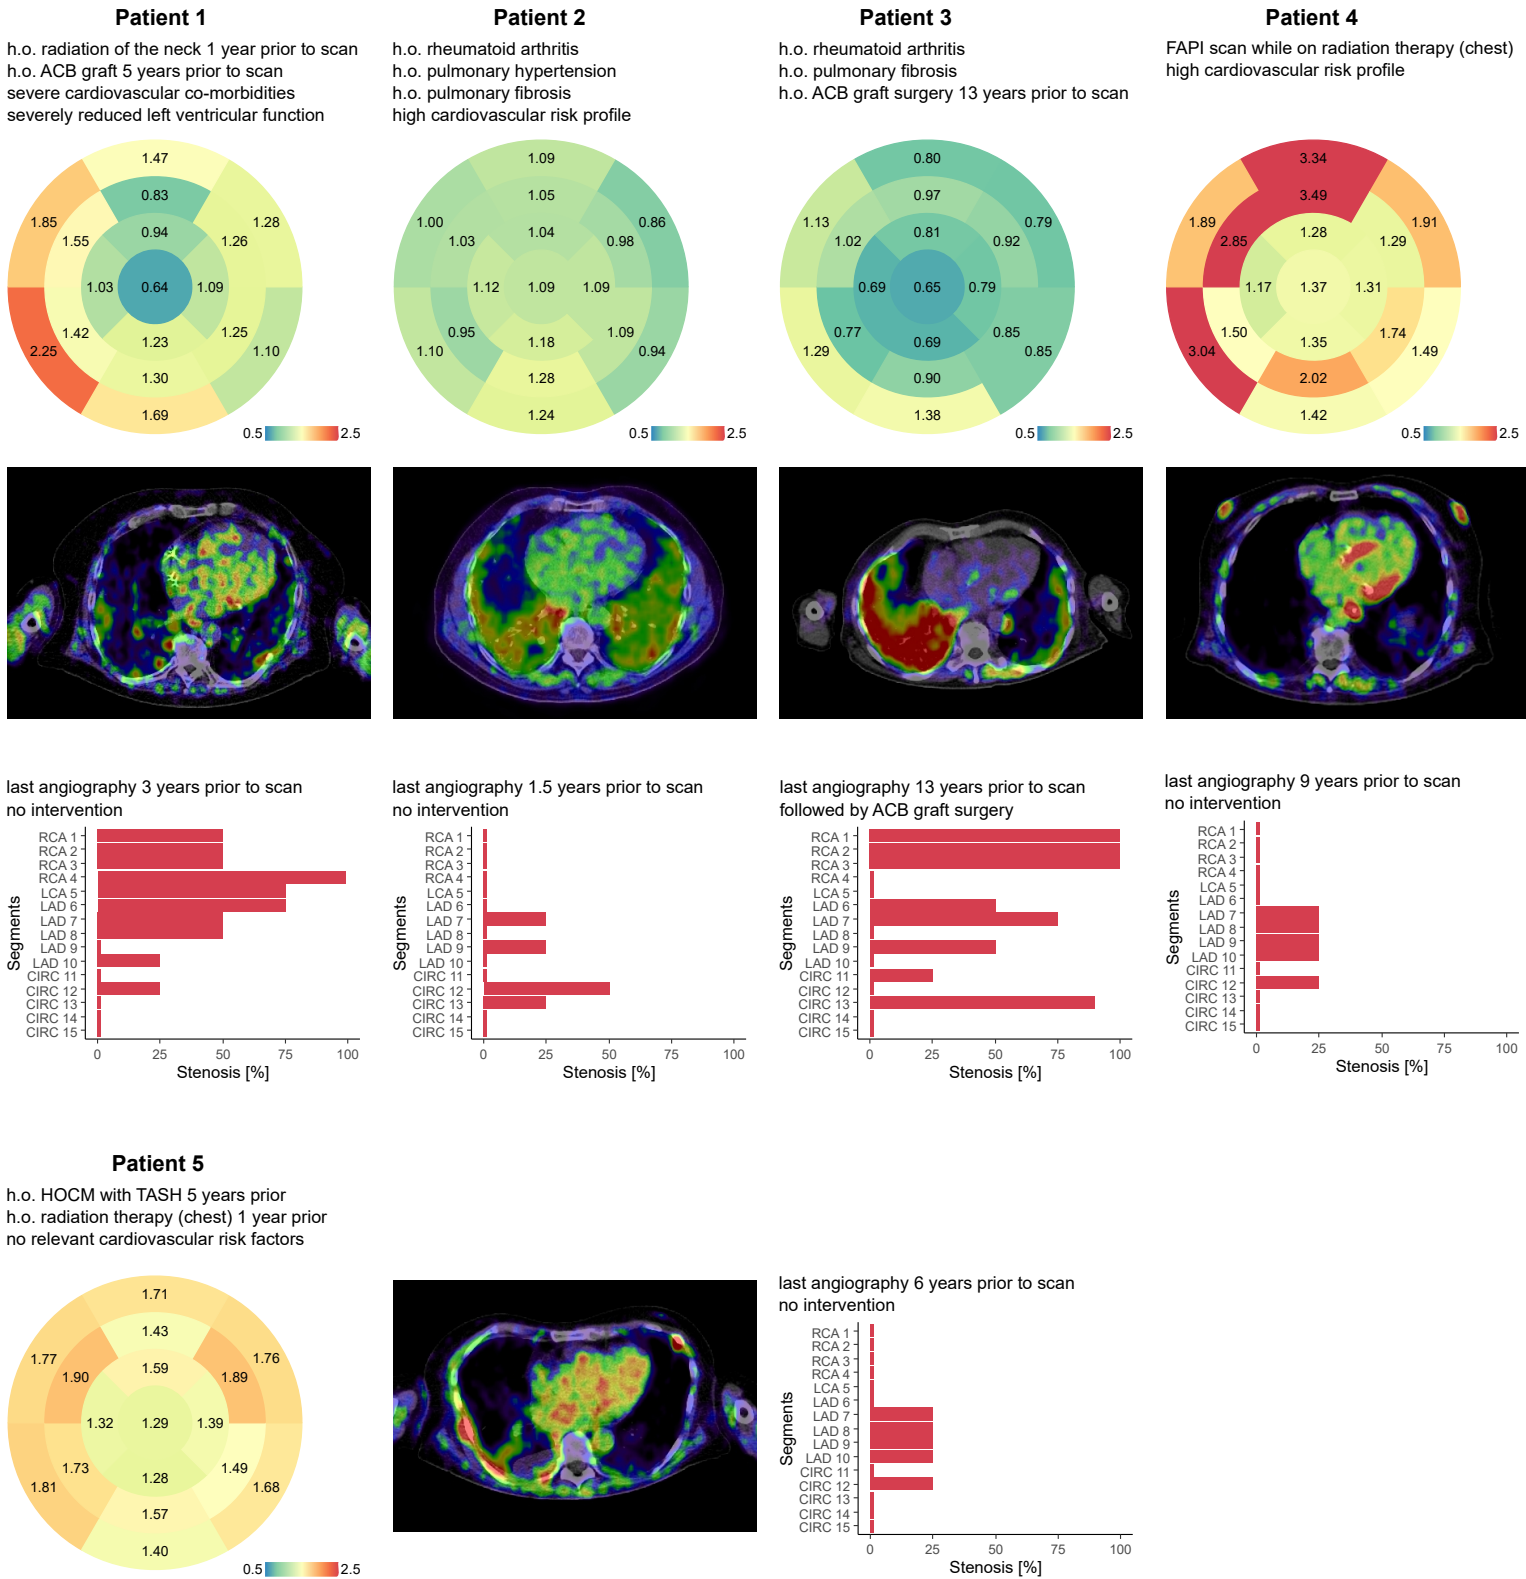 Patient 1
h.o. radiation of the neck 1 year prior to scan
h.o. ACB graft 5 years prior to scan
severe cardiovascular co-morbidities
severely reduced left ventricular function
1.47
0.83
1.85
1.28
1.55
0.94
1.26
1.03
0.64
1.09
1.42
1.23
1.25
2.25
1.10
1.30
1.69
0.5
2.5
last angiography 3 years prior to scan
no intervention
Segments
RCA 1
RCA 2
RCA 3
RCA 4
LCA 5
LAD 6
LAD 7
LAD 8
LAD 9
LAD 10
CIRC 11
CIRC 12
CIRC 13
CIRC 14
CIRC 15
0 25 50 75 100
Stenosis [%]
Patient 2
h.o. rheumatoid arthritis
h.o. pulmonary hypertension
h.o. pulmonary fibrosis
high cardiovascular risk profile
1.09
1.05
1.00
0.86
1.03
1.04
0.98
1.12
1.09
1.09
0.95
1.18
1.09
1.10
0.94
1.28
1.24
0.5
2.5
last angiography 1.5 years prior to scan
no intervention
Segments
RCA 1
RCA 2
RCA 3
RCA 4
LCA 5
LAD 6
LAD 7
LAD 8
LAD 9
LAD 10
CIRC 11
CIRC 12
CIRC 13
CIRC 14
CIRC 15
0 25 50 75 100
Stenosis [%]
Patient 3
h.o. rheumatoid arthritis
h.o. pulmonary fibrosis
h.o. ACB graft surgery 13 years prior to scan
0.80
0.97
1.13
0.79
1.02
0.81
0.92
0.69
0.65
0.79
0.77
0.69
0.85
1.29
0.85
0.90
1.38
0.5
2.5
last angiography 13 years prior to scan
followed by ACB graft surgery
Segments
RCA 1
RCA 2
RCA 3
RCA 4
LCA 5
LAD 6
LAD 7
LAD 8
LAD 9
LAD 10
CIRC 11
CIRC 12
CIRC 13
CIRC 14
CIRC 15
0 25 50 75 100
Stenosis [%]
Patient 4
FAPI scan while on radiation therapy (chest)
high cardiovascular risk profile
3.34
3.49
1.89
1.91
2.85
1.28
1.29
1.17
1.37
1.31
1.50
1.35
1.74
3.04
1.49
2.02
1.42
0.5
2.5
last angiography 9 years prior to scan
no intervention
Segments
RCA 1
RCA 2
RCA 3
RCA 4
LCA 5
LAD 6
LAD 7
LAD 8
LAD 9
LAD 10
CIRC 11
CIRC 12
CIRC 13
CIRC 14
CIRC 15
0 25 50 75 100
Stenosis [%]
Patient 5
h.o. HOCM with TASH 5 years prior
h.o. radiation therapy (chest) 1 year prior
no relevant cardiovascular risk factors
1.71
1.43
1.77
1.76
1.90
1.59
1.89
1.32
1.29
1.39
1.73
1.28
1.49
1.81
1.68
1.57
1.40
0.5
2.5
last angiography 6 years prior to scan
no intervention
Segments
RCA 1
RCA 2
RCA 3
RCA 4
LCA 5
LAD 6
LAD 7
LAD 8
LAD 9
LAD 10
CIRC 11
CIRC 12
CIRC 13
CIRC 14
CIRC 15
0 25 50 75 100
Stenosis [%]